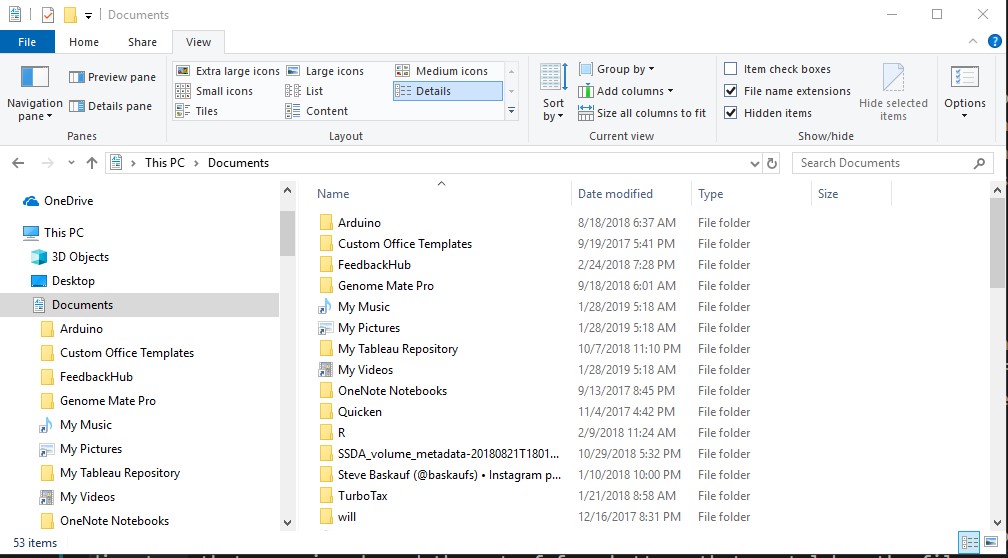 Documents
File Home Share View
Navigation pane
Preview pane
Details pane
Panes
Extra large icons Large icons Medium icons
Small icons List Details
Tiles Content
Layout
Sort by
Group by
Add columns
Size all columns to fit
Current view
Item check boxes
File name extensions
Hidden items
Hide selected items
Show/hide
Options
This PC > Documents
Search Documents
OneDrive
This PC
3D Objects
Desktop
Documents
Arduino
Custom Office Templates
FeedbackHub
Genome Mate Pro
My Music
My Pictures
My Tableau Repository
My Videos
OneNote Notebooks
Name Date modified Type Size
Arduino 8/18/2018 6:37 AM File folder
Custom Office Templates 9/19/2017 5:41 PM File folder
FeedbackHub 2/24/2018 7:28 PM File folder
Genome Mate Pro 9/18/2018 6:01 AM File folder
My Music 1/28/2019 5:18 AM File folder
My Pictures 1/28/2019 5:18 AM File folder
My Tableau Repository 10/7/2018 11:10 PM File folder
My Videos 1/28/2019 5:18 AM File folder
OneNote Notebooks 9/13/2017 8:45 PM File folder
Quicken 11/4/2017 4:42 PM File folder
R 2/9/2018 11:24 AM File folder
SSDA_volume_metadata-20180821T1801... 10/29/2018 5:32 PM File folder
Steve Baskauf (@baskaufs) • Instagram p... 1/10/2018 10:00 PM File folder
TurboTax 1/21/2018 8:58 AM File folder
will 12/16/2017 8:31 PM File folder
53 items